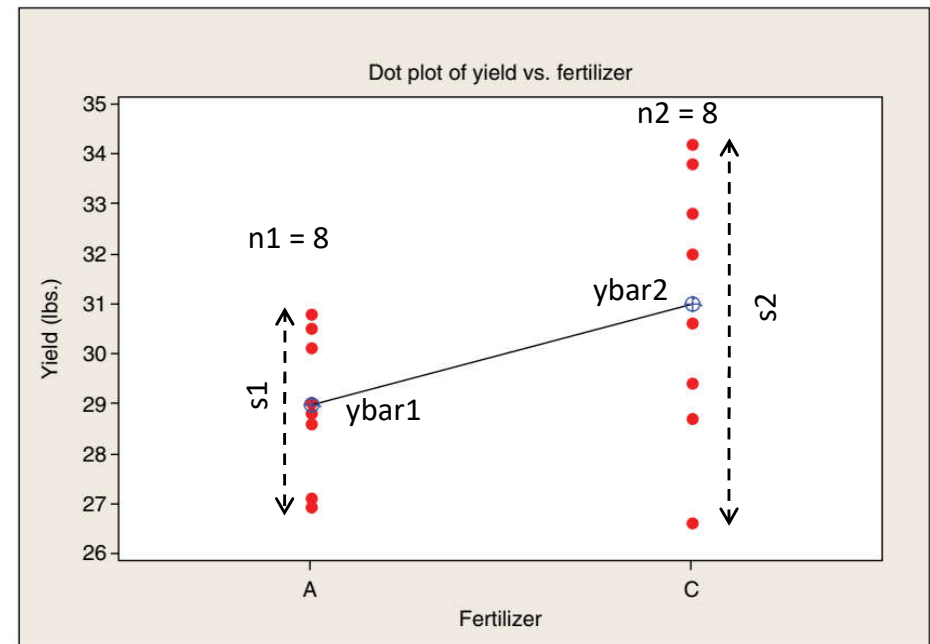 Dot plot of yield vs. fertilizer
n2 = 8
n1 = 8
ybar2
ybar1
s1
s2
Yield (lbs.)
35
34
33
32
31
30
29
28
27
26
A
C
Fertilizer